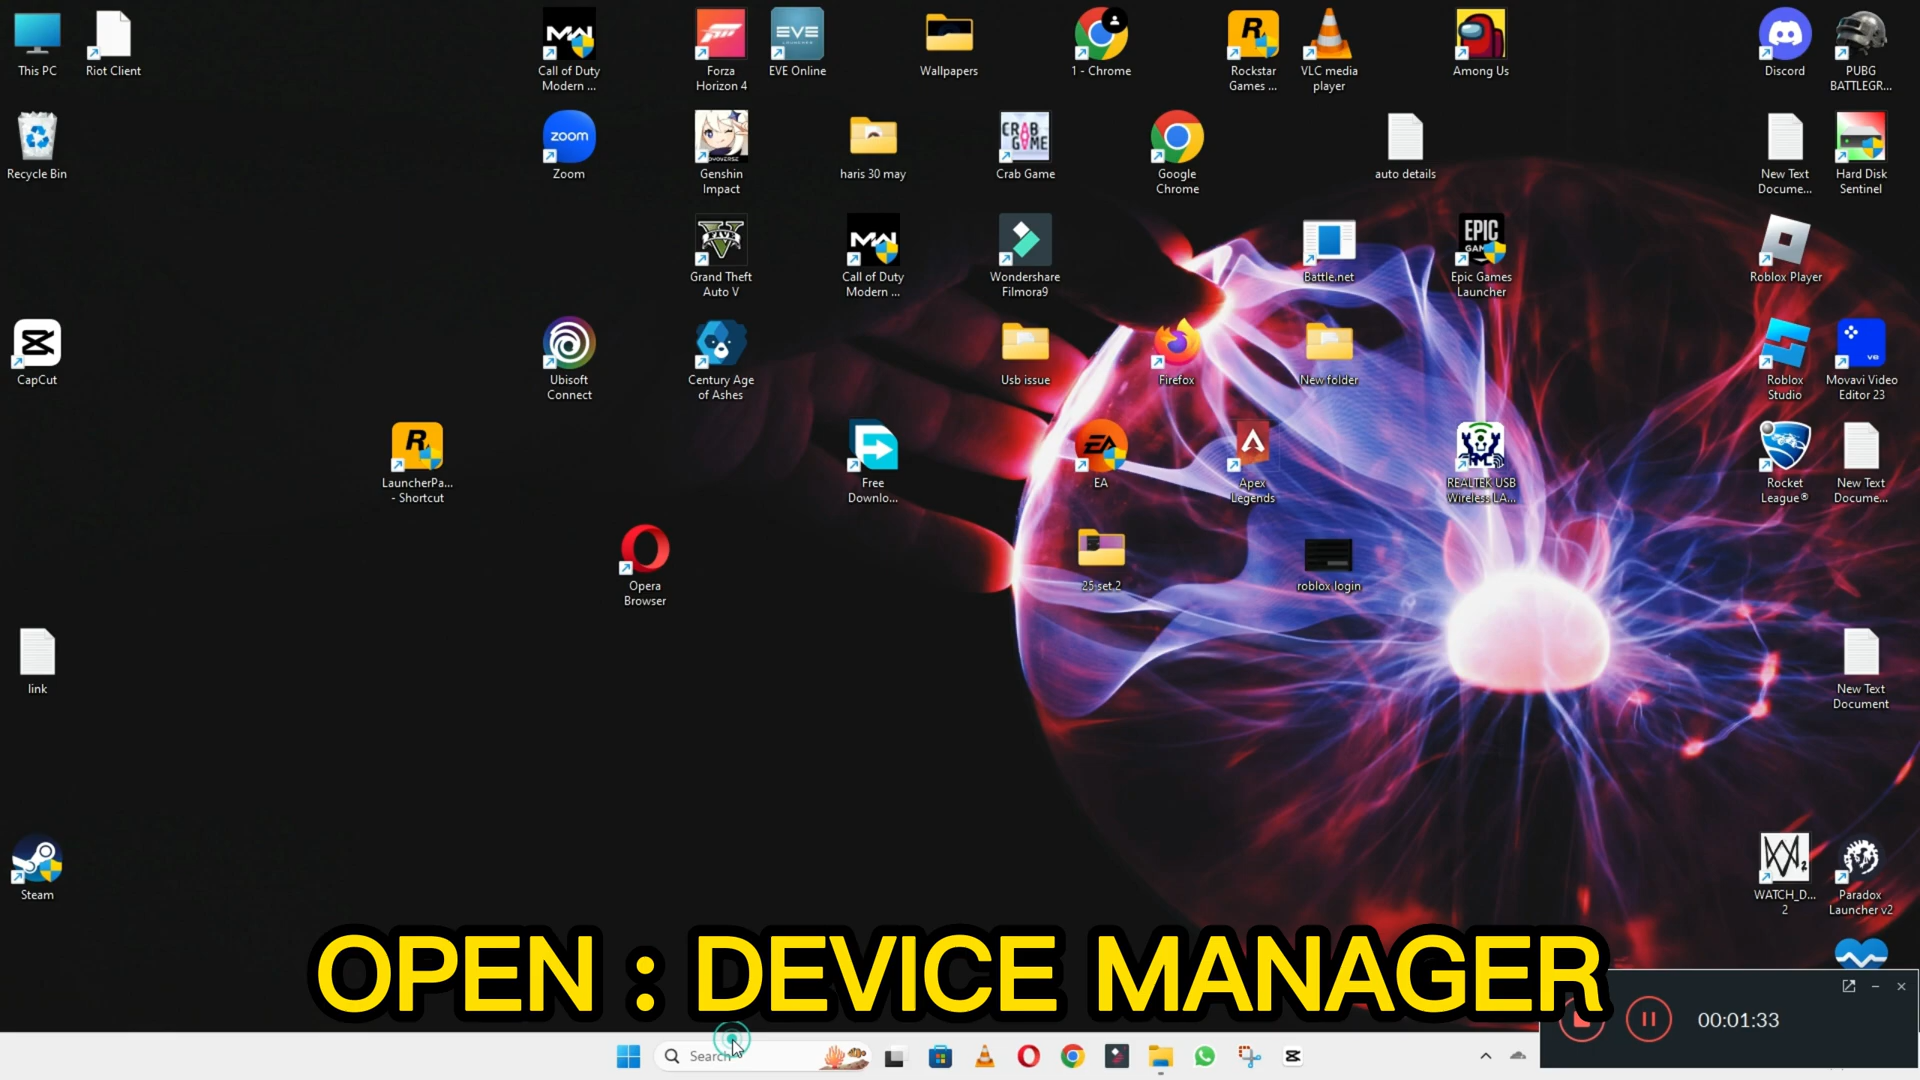 This PC
Riot Client
Call of Duty
Modern ...
Forza
Horizon 4
EVE Online
Wallpapers
1 - Chrome
Rockstar
Games ...
VLC media
player
Among Us
Discord
PUBG
BATTLEGR...
Recycle Bin
zoom
Zoom
Genshin
Impact
haris 30 may
CRAB
GAME
Crab Game
Google
Chrome
auto details
New Text
Docume...
Hard Disk
Sentinel
FIVE
Grand Theft
Auto V
Call of Duty
Modern ...
Wondershare
Filmora9
Battle.net
EPIC
GAMES
Epic Games
Launcher
Roblox Player
CapCut
Ubisoft
Connect
Century Age
of Ashes
Usb issue
Firefox
New folder
Roblox
Studio
Movavi Video
Editor 23
LauncherPa...
- Shortcut
Free
Downlo...
EA
Apex
Legends
REALTEK USB
Wireless LA...
Rocket
League®
New Text
Docume...
Opera
Browser
25 set 2
roblox login
link
New Text
Document
Steam
WATCH_D...
2
Paradox
Launcher v2
OPEN : DEVICE MANAGER
00:01:33
Search